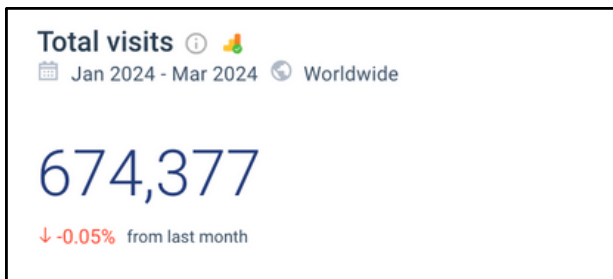 Total visits
Jan 2024 - Mar 2024 Worldwide
674,377
↓ -0.05% from last month